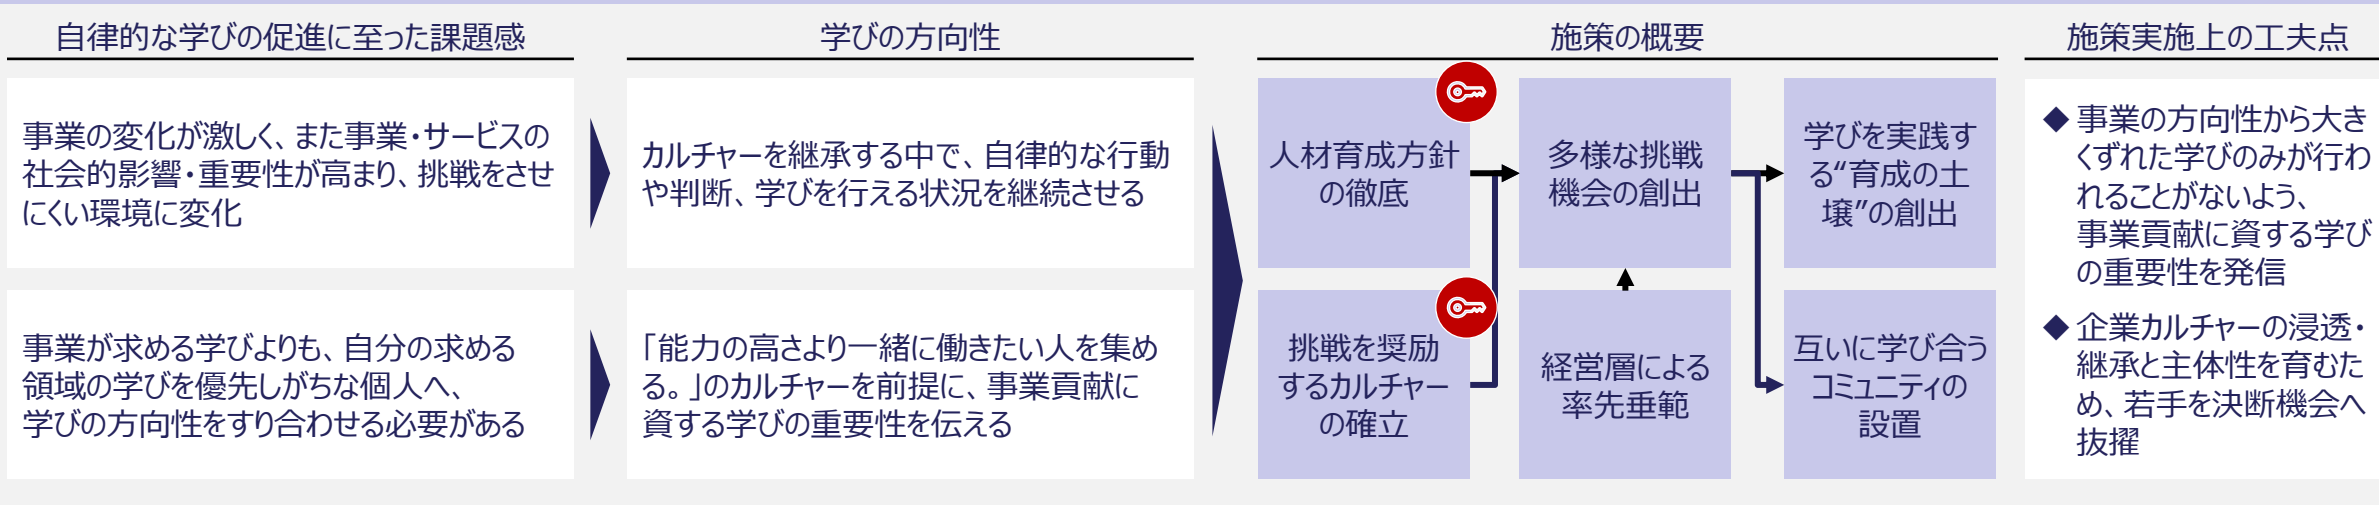 自律的な学びの促進に至った課題感
事業の変化が激しく、また事業・サービスの
社会的影響・重要性が高まり、挑戦をさせ
にくい環境に変化
事業が求める学びよりも、自分の求める
領域の学びを優先しがちな個人へ、
学びの方向性をすり合わせる必要がある
学びの方向性
カルチャーを継承する中で、自律的な行動
や判断、学びを行える状況を継続させる
「能力の高さより一緒に働きたい人を集め
る。」のカルチャーを前提に、事業貢献に
資する学びの重要性を伝える
施策の概要
人材育成方針
の徹底
多様な挑戦
機会の創出
学びを実践す
る“育成の土
壌”の創出
挑戦を奨励
するカルチャー
の確立
経営層による
率先垂範
互いに学び合う
コミュニティの
設置
施策実施上の工夫点
◆ 事業の方向性から大き
くずれた学びのみが行わ
れることがないよう、
事業貢献に資する学び
の重要性を発信
◆ 企業カルチャーの浸透・
継承と主体性を育むた
め、若手を決断機会へ
抜擢